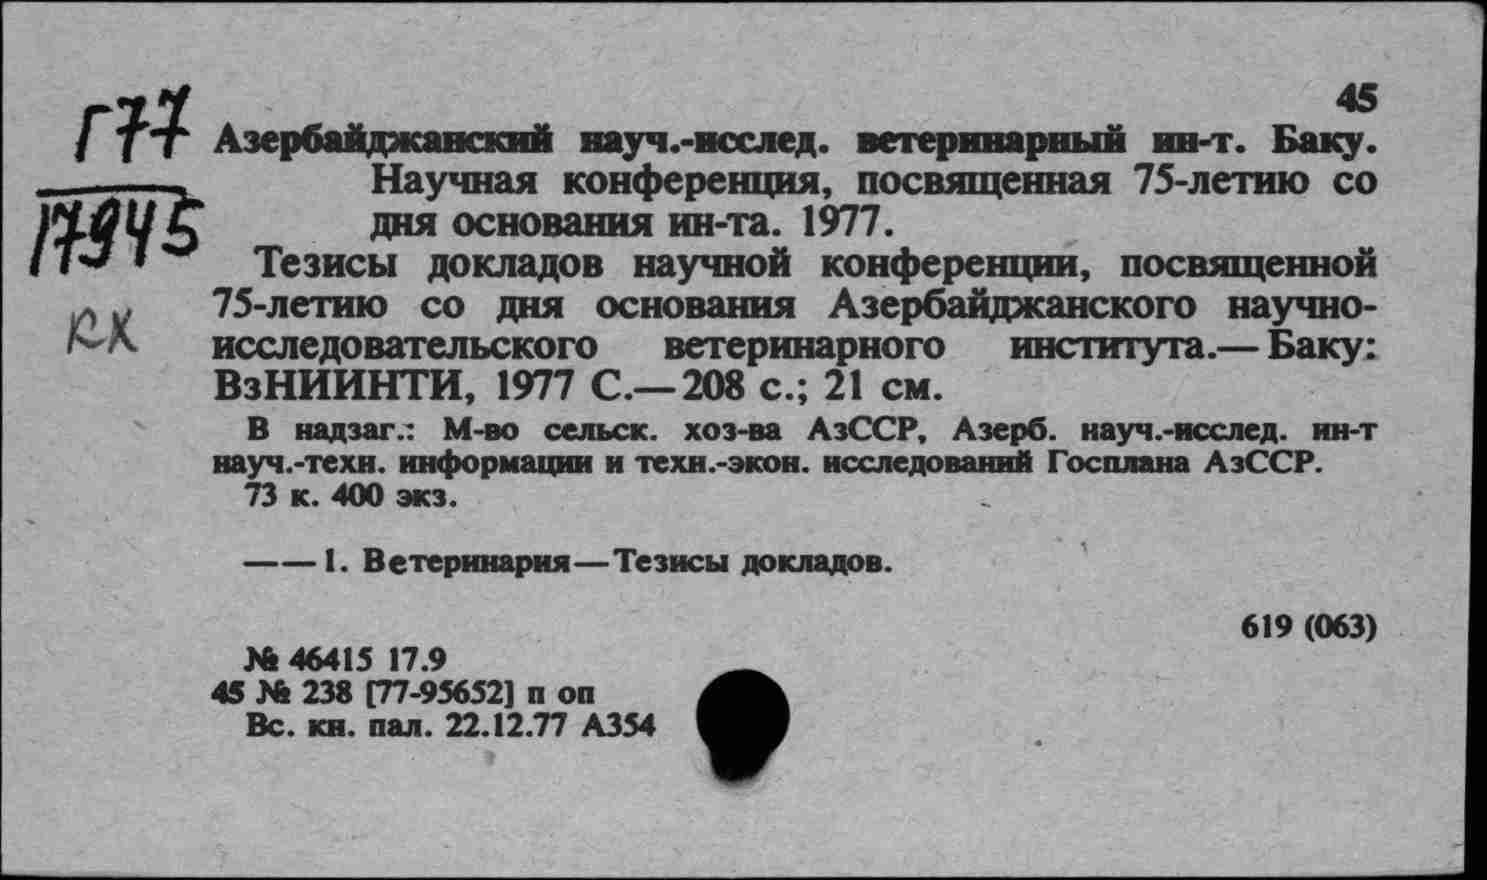 45
Г77
Азербайджанский науч.-исслед. ветеринарный ин-т. Баку.
Научная конференция, посвященная 75-летию со
17945
дня основания ин-та. 1977.
Тезисы докладов научной конференции, посвященной
75-летию со дня основания Азербайджанского научно-
RX
исследовательского ветеринарного института.— Баку:
ВзНИИНТИ, 1977 С.—208 с.; 21 см.
В надзаг.: М-во сельск. хоз-ва АзССР, Азерб. науч.-исслед. ин-т
науч.-техн. информации и техн.-экон. исследований Госплана АзССР.
73 к. 400 экз.
— — 1. Ветеринария—Тезисы докладов.
619 (063)
№ 46415 17.9
45 № 238 [77-95652] п оп
Вс. кн. пал. 22.12.77 А354